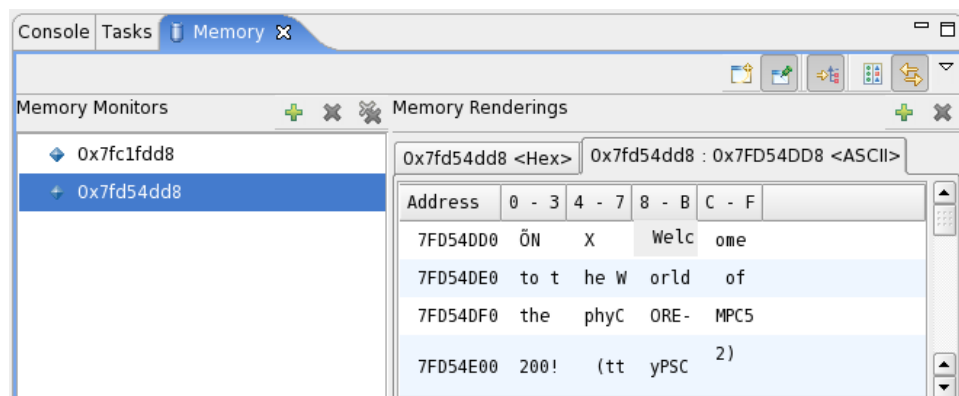 Console Tasks Memory
Memory Monitors Memory Renderings
0x7fc1fdd8
0x7fd54dd8
0x7fd54dd8 <Hex> 0x7fd54dd8 : 0x7FD54DD8 <ASCII>
Address 0 - 3 4 - 7 8 - B C - F
7FD54DD0 ÕN X Welc ome
7FD54DE0 to t he W orld of
7FD54DF0 the phyC ORE- MPC5
7FD54E00 200! (tt yPSC 2)